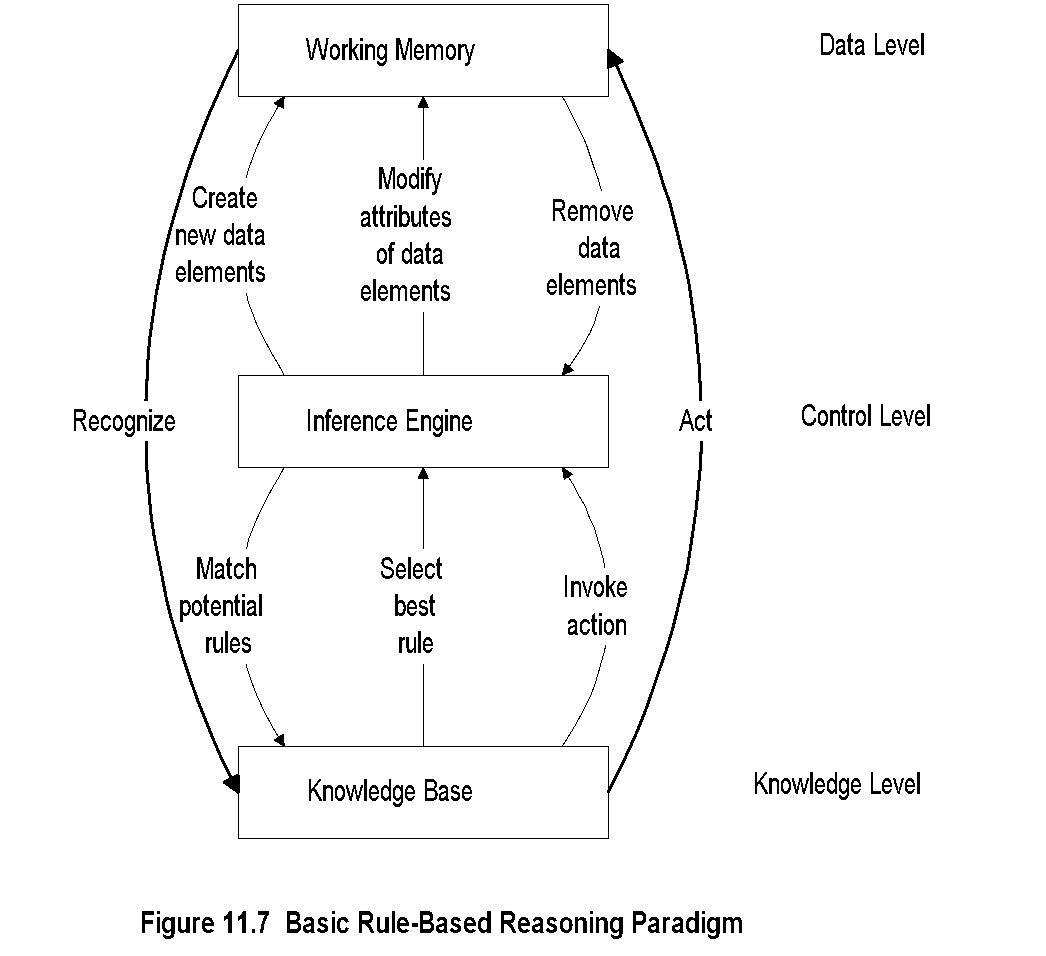 Working Memory
Data Level
Create
new data
elements
Modify
attributes
of data
elements
Remove
data
elements
Recognize
Inference Engine
Act
Control Level
Match
potential
rules
Select
best
rule
Invoke
action
Knowledge Base
Knowledge Level
Figure 11.7 Basic Rule-Based Reasoning Paradigm